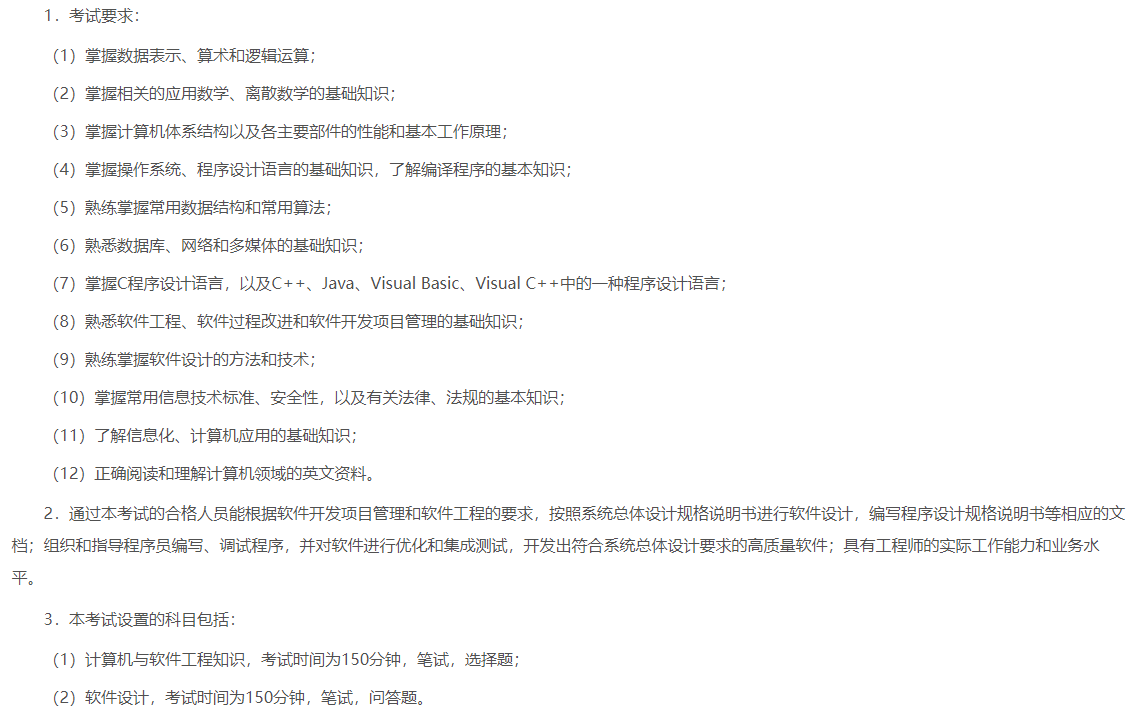 1．考试要求：
（1）掌握数据表示、算术和逻辑运算；
（2）掌握相关的应用数学、离散数学的基础知识；
（3）掌握计算机体系结构以及各主要部件的性能和基本工作原理；
（4）掌握操作系统、程序设计语言的基础知识，了解编译程序的基本知识；
（5）熟练掌握常用数据结构和常用算法；
（6）熟悉数据库、网络和多媒体的基础知识；
（7）掌握C程序设计语言，以及C++、Java、Visual Basic、Visual C++中的一种程序设计语言；
（8）熟悉软件工程、软件过程改进和软件开发项目管理的基础知识；
（9）熟练掌握软件设计的方法和技术；
（10）掌握常用信息技术标准、安全性，以及有关法律、法规的基本知识；
（11）了解信息化、计算机应用的基础知识；
（12）正确阅读和理解计算机领域的英文资料。
2．通过本考试的合格人员能根据软件开发项目管理和软件工程的要求，按照系统总体设计规格说明书进行软件设计，编写程序设计规格说明书等相应的文
档；组织和指导程序员编写、调试程序，并对软件进行优化和集成测试，开发出符合系统总体设计要求的高质量软件；具有工程师的实际工作能力和业务水
平。
3．本考试设置的科目包括：
（1）计算机与软件工程知识，考试时间为150分钟，笔试，选择题；
（2）软件设计，考试时间为150分钟，笔试，问答题。